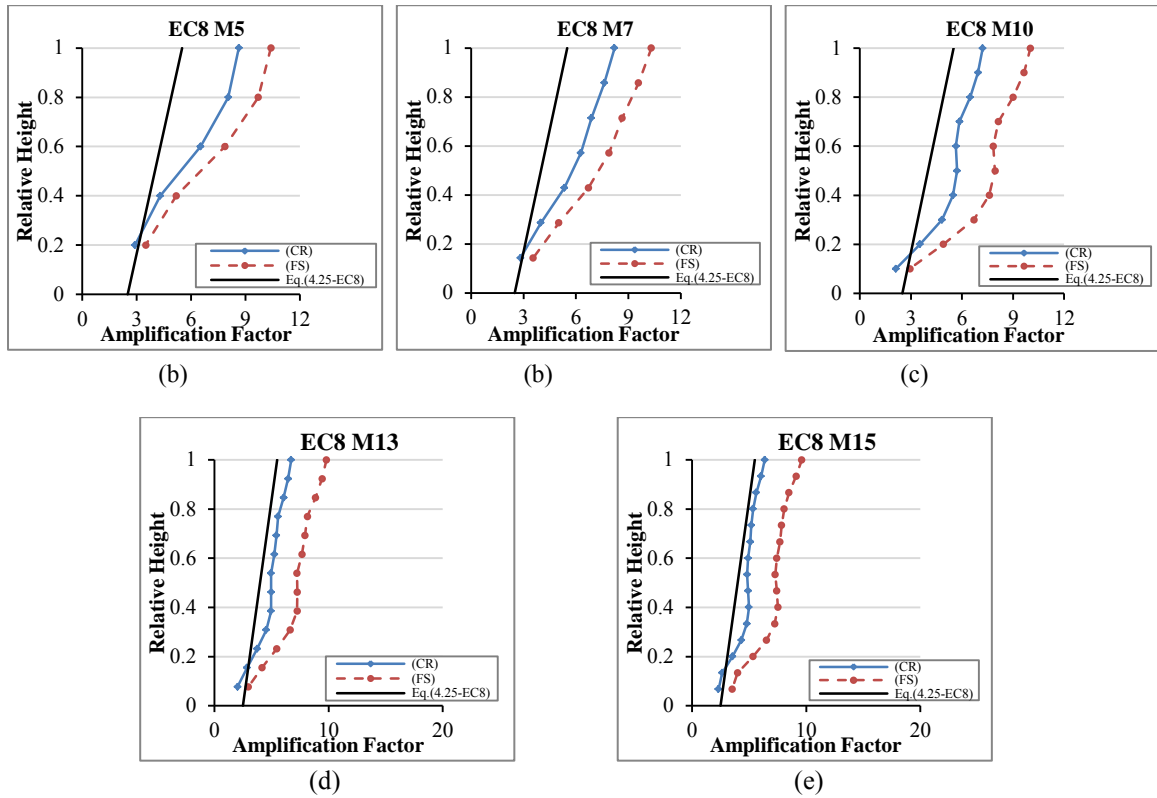 EC8 M5
1
0.8
0.6
0.4
0.2
0
Relative Height
(CR)
(FS)
Eq.(4.25-EC8)
0 3 6 9 12
Amplification Factor
(b)
EC8 M7
1
0.8
0.6
0.4
0.2
0
Relative Height
(CR)
(FS)
Eq.(4.25-EC8)
0 3 6 9 12
Amplification Factor
(b)
EC8 M10
1
0.8
0.6
0.4
0.2
0
Relative Height
(CR)
(FS)
Eq.(4.25-EC8)
0 3 6 9 12
Amplification Factor
(c)
EC8 M13
1
0.8
0.6
0.4
0.2
0
Relative Height
(CR)
(FS)
Eq.(4.25-EC8)
0 10 20
Amplification Factor
(d)
EC8 M15
1
0.8
0.6
0.4
0.2
0
Relative Height
(CR)
(FS)
Eq.(4.25-EC8)
0 10 20
Amplification Factor
(e)